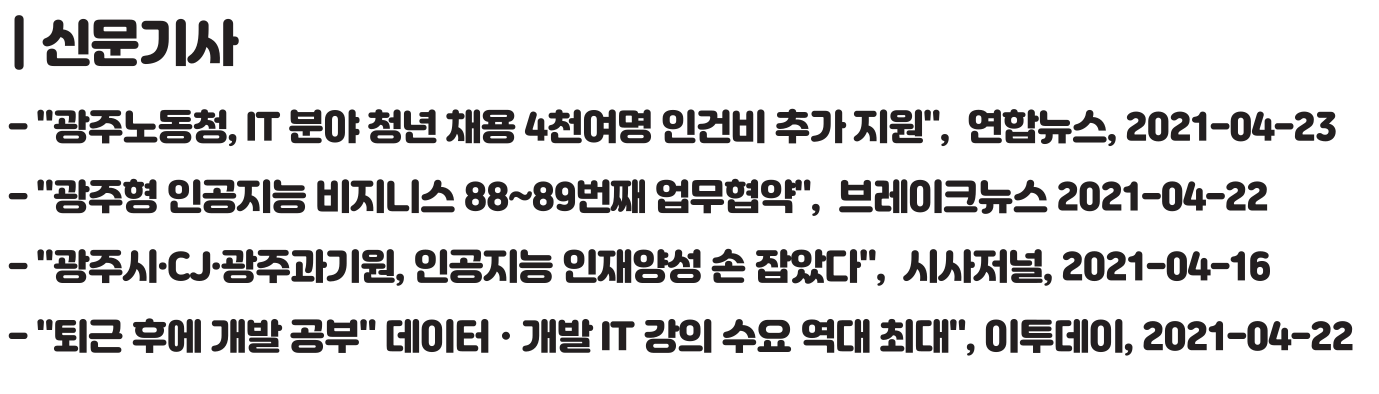 | 신문기사
- "광주노동청, IT 분야 청년 채용 4천여명 인건비 추가 지원", 연합뉴스, 2021-04-23
- "광주형 인공지능 비지니스 88~89번째 업무협약", 브레이크뉴스 2021-04-22
- "광주시·CJ·광주과기원, 인공지능 인재양성 손 잡았다", 시사저널, 2021-04-16
- "퇴근 후에 개발 공부" 데이터 · 개발 IT 강의 수요 역대 최대", 이투데이, 2021-04-22